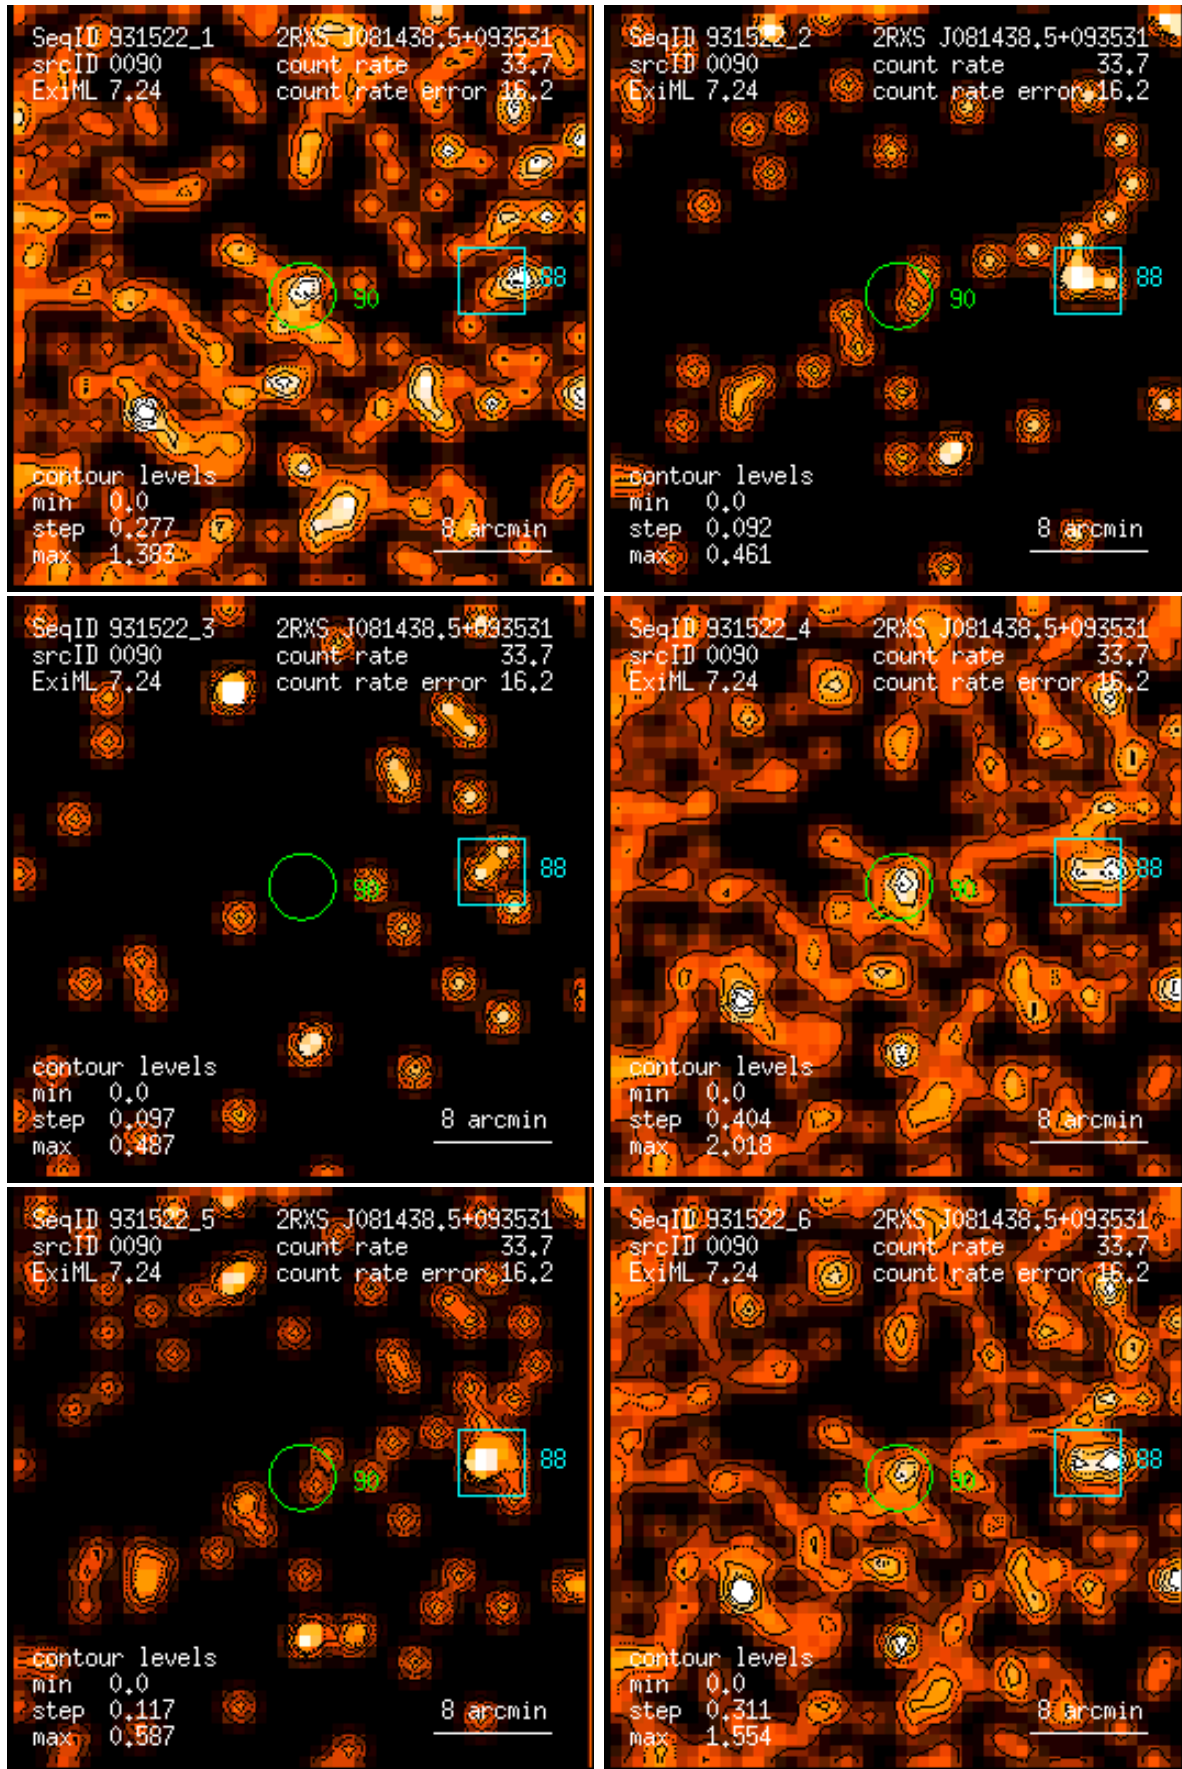 SeqID 931522_1 2RXS J081438.5+093531
srcID 0090 count rate 33.7
ExiML 7.24 count rate error 16.2
88
90
contour levels
min 0.0
step 0.277 8 arcmin
max 1.383
SeqID 931522_2 2RXS J081438.5+093531
srcID 0090 count rate 33.7
ExiML 7.24 count rate error 16.2
88
90
contour levels
min 0.0
step 0.092 8 arcmin
max 0.461
SeqID 931522_3 2RXS J081438.5+093531
srcID 0090 count rate 33.7
ExiML 7.24 count rate error 16.2
88
90
contour levels
min 0.0
step 0.097 8 arcmin
max 0.487
SeqID 931522_4 2RXS J081438.5+093531
srcID 0090 count rate 33.7
ExiML 7.24 count rate error 16.2
88
90
contour levels
min 0.0
step 0.404 8 arcmin
max 2.018
SeqID 931522_5 2RXS J081438.5+093531
srcID 0090 count rate 33.7
ExiML 7.24 count rate error 16.2
88
90
contour levels
min 0.0
step 0.117 8 arcmin
max 0.587
SeqID 931522_6 2RXS J081438.5+093531
srcID 0090 count rate 33.7
ExiML 7.24 count rate error 16.2
88
90
contour levels
min 0.0
step 0.311 8 arcmin
max 1.554